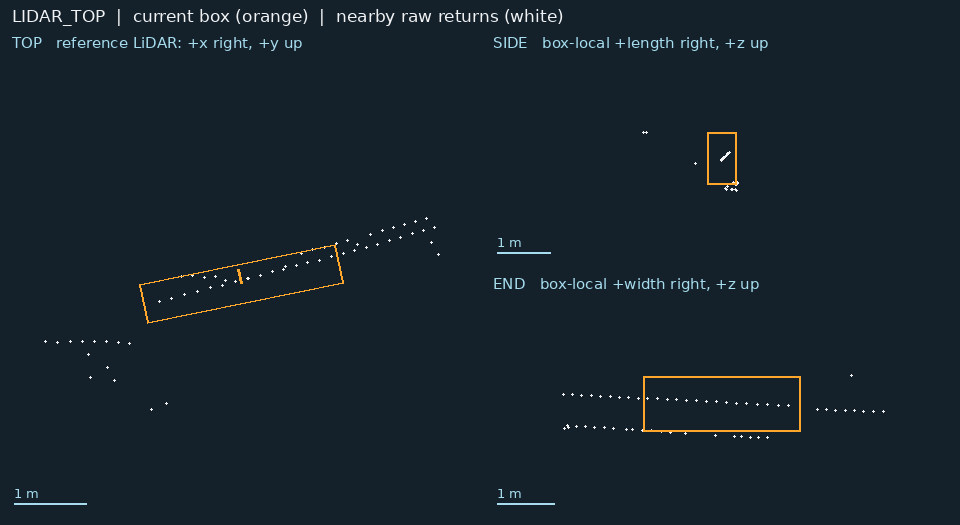 LIDAR_TOP | current box (orange) | nearby raw returns (white)
TOP reference LiDAR: +x right, +y up
SIDE box-local +length right, +z up
1 m
END box-local +width right, +z up
1 m
1 m